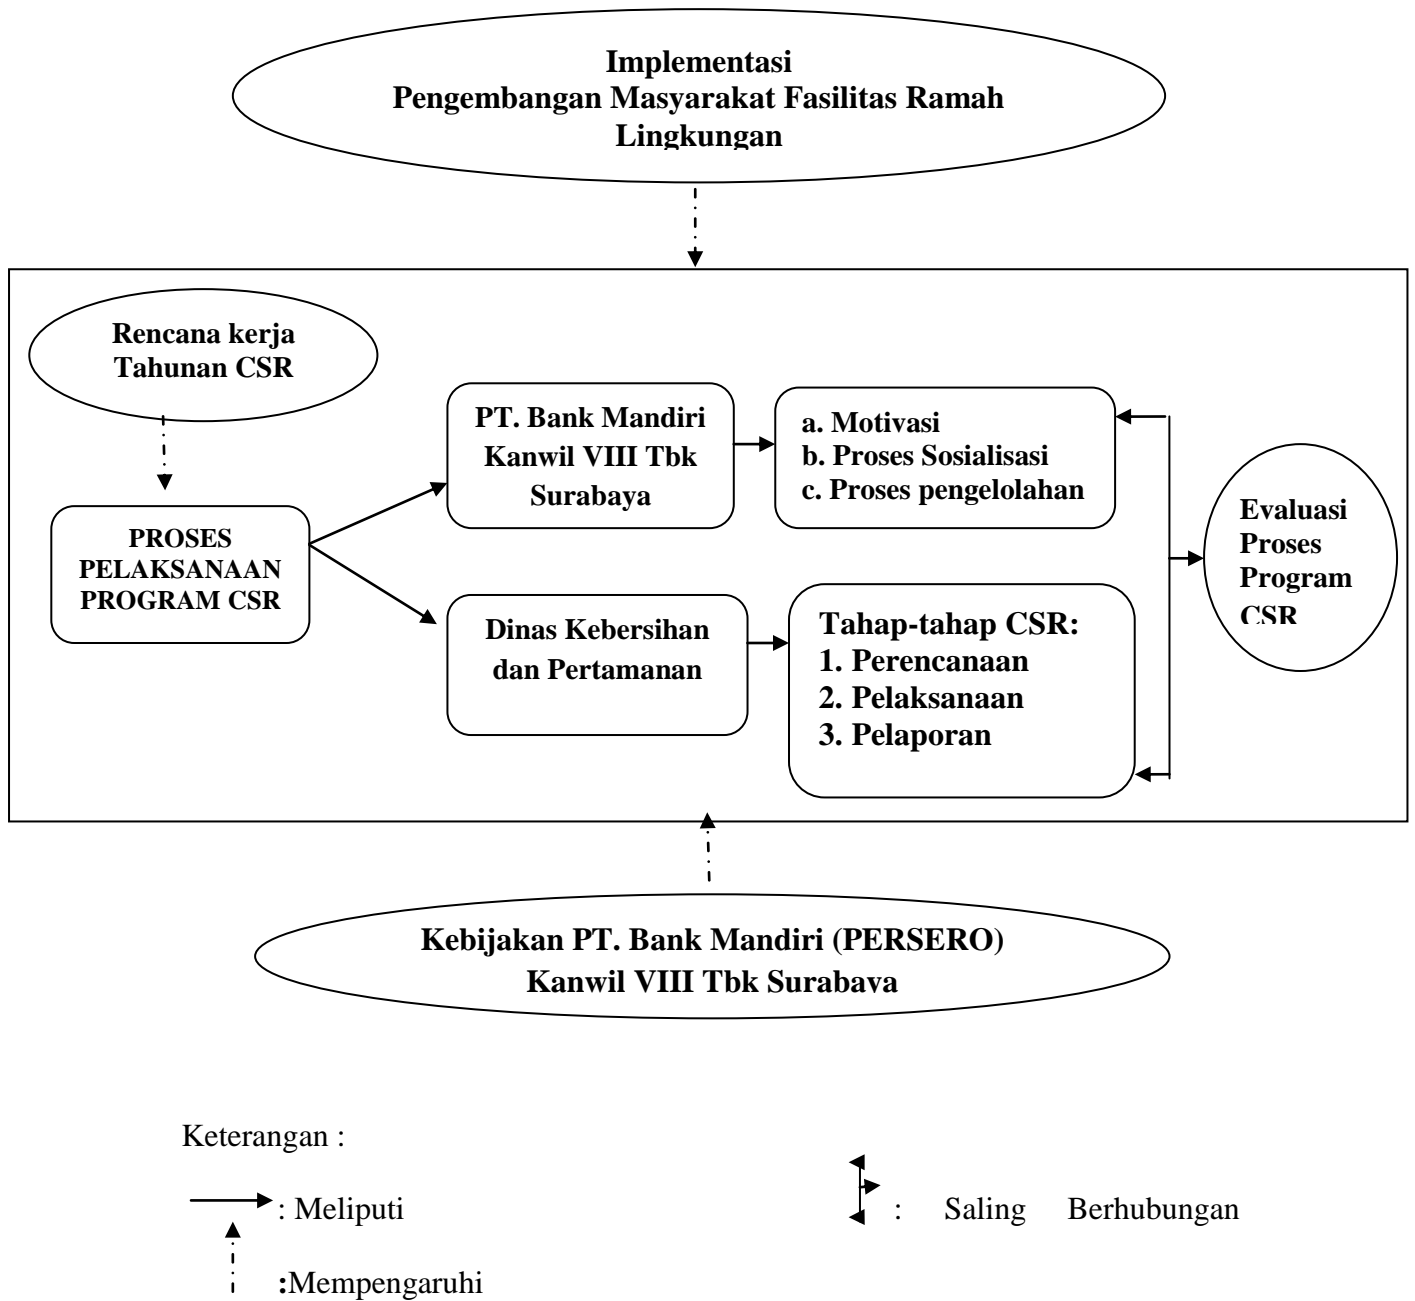 Implementasi
Pengembangan Masyarakat Fasilitas Ramah
Lingkungan
Rencana kerja
Tahunan CSR
PROSES
PELAKSANAAN
PROGRAM CSR
PT. Bank Mandiri
Kanwil VIII Tbk
Surabaya
a. Motivasi
b. Proses Sosialisasi
c. Proses pengelolahan
Dinas Kebersihan
dan Pertamanan
Tahap-tahap CSR:
1. Perencanaan
2. Pelaksanaan
3. Pelaporan
Evaluasi
Proses
Program
CSR
Kebijakan PT. Bank Mandiri (PERSERO)
Kanwil VIII Tbk Surabaya
Keterangan :
: Meliputi
: Saling Berhubungan
:Mempengaruhi